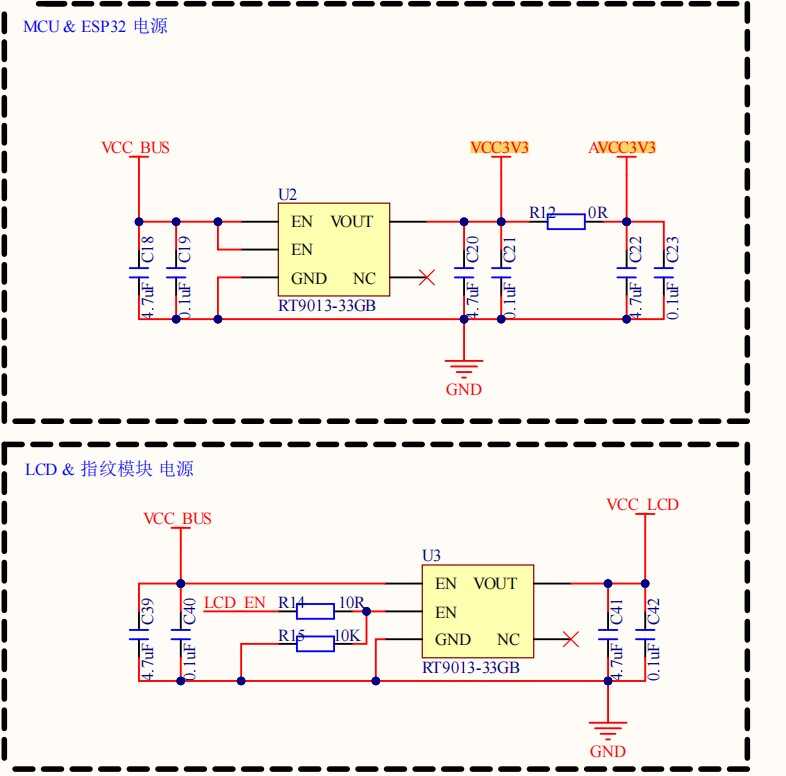 MCU & ESP32 电源
VCC_BUS
VCC3V3
AVCC3V3
U2
R12
0R
EN
VOUT
EN
GND
NC
C18
C19
C20
C21
C22
C23
4.7uF
0.1uF
RT9013-33GB
4.7uF
0.1uF
4.7uF
0.1uF
GND
LCD & 指纹模块 电源
VCC_BUS
VCC_LCD
U3
EN
VOUT
LCD_EN
R14
10R
EN
R15
10K
GND
NC
C39
C40
C41
C42
4.7uF
0.1uF
RT9013-33GB
4.7uF
0.1uF
GND